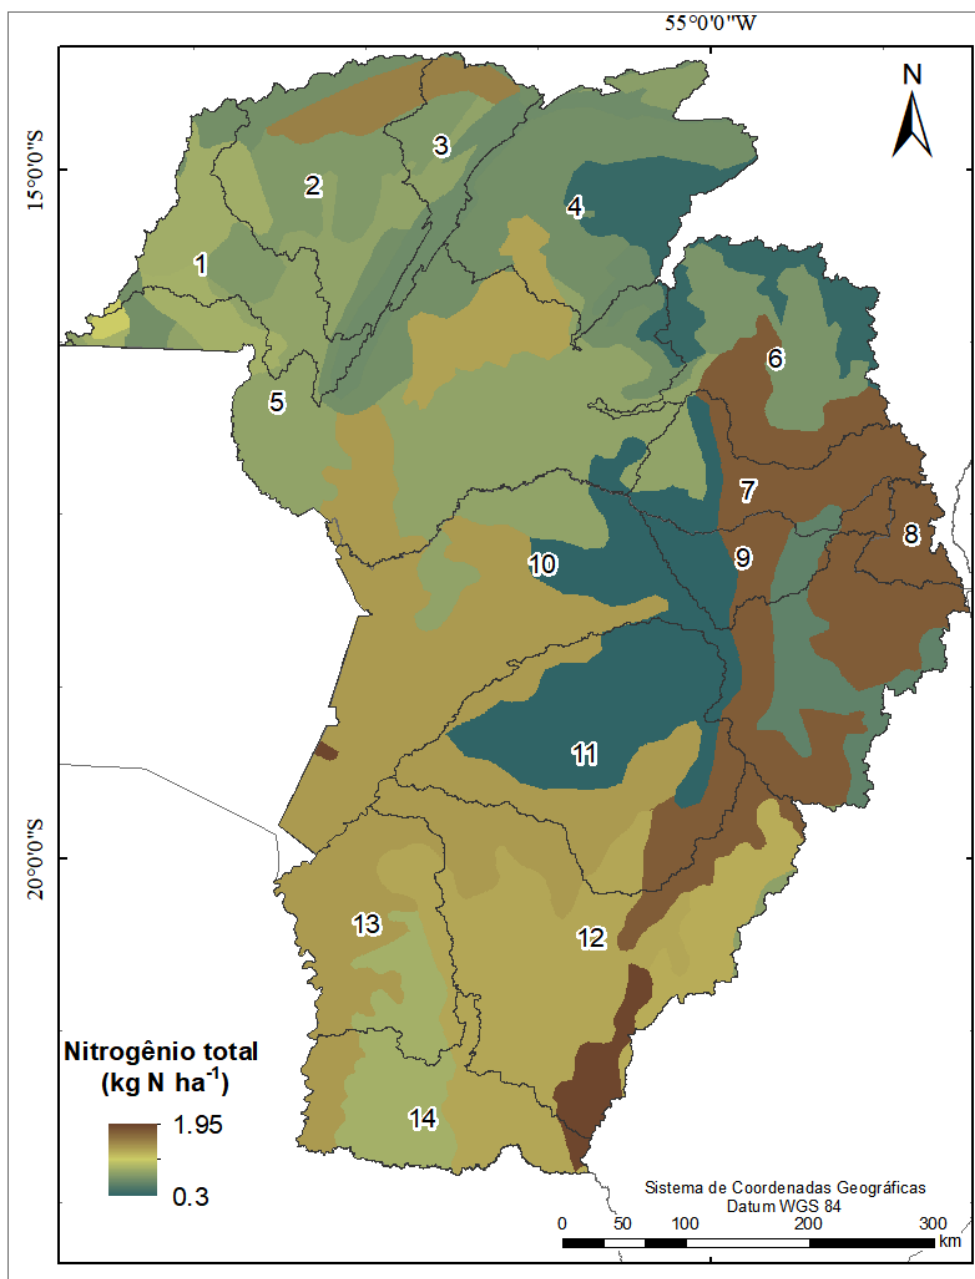 55°0'0"W
N
15°0'0"S
3
2
4
1
6
5
7
8
9
10
11
20°0'0"S
13
12
14
Nitrogênio total
(kg N ha⁻¹)
1.95
0.3
Sistema de Coordenadas Geográficas
Datum WGS 84
0 50 100 200 300
km